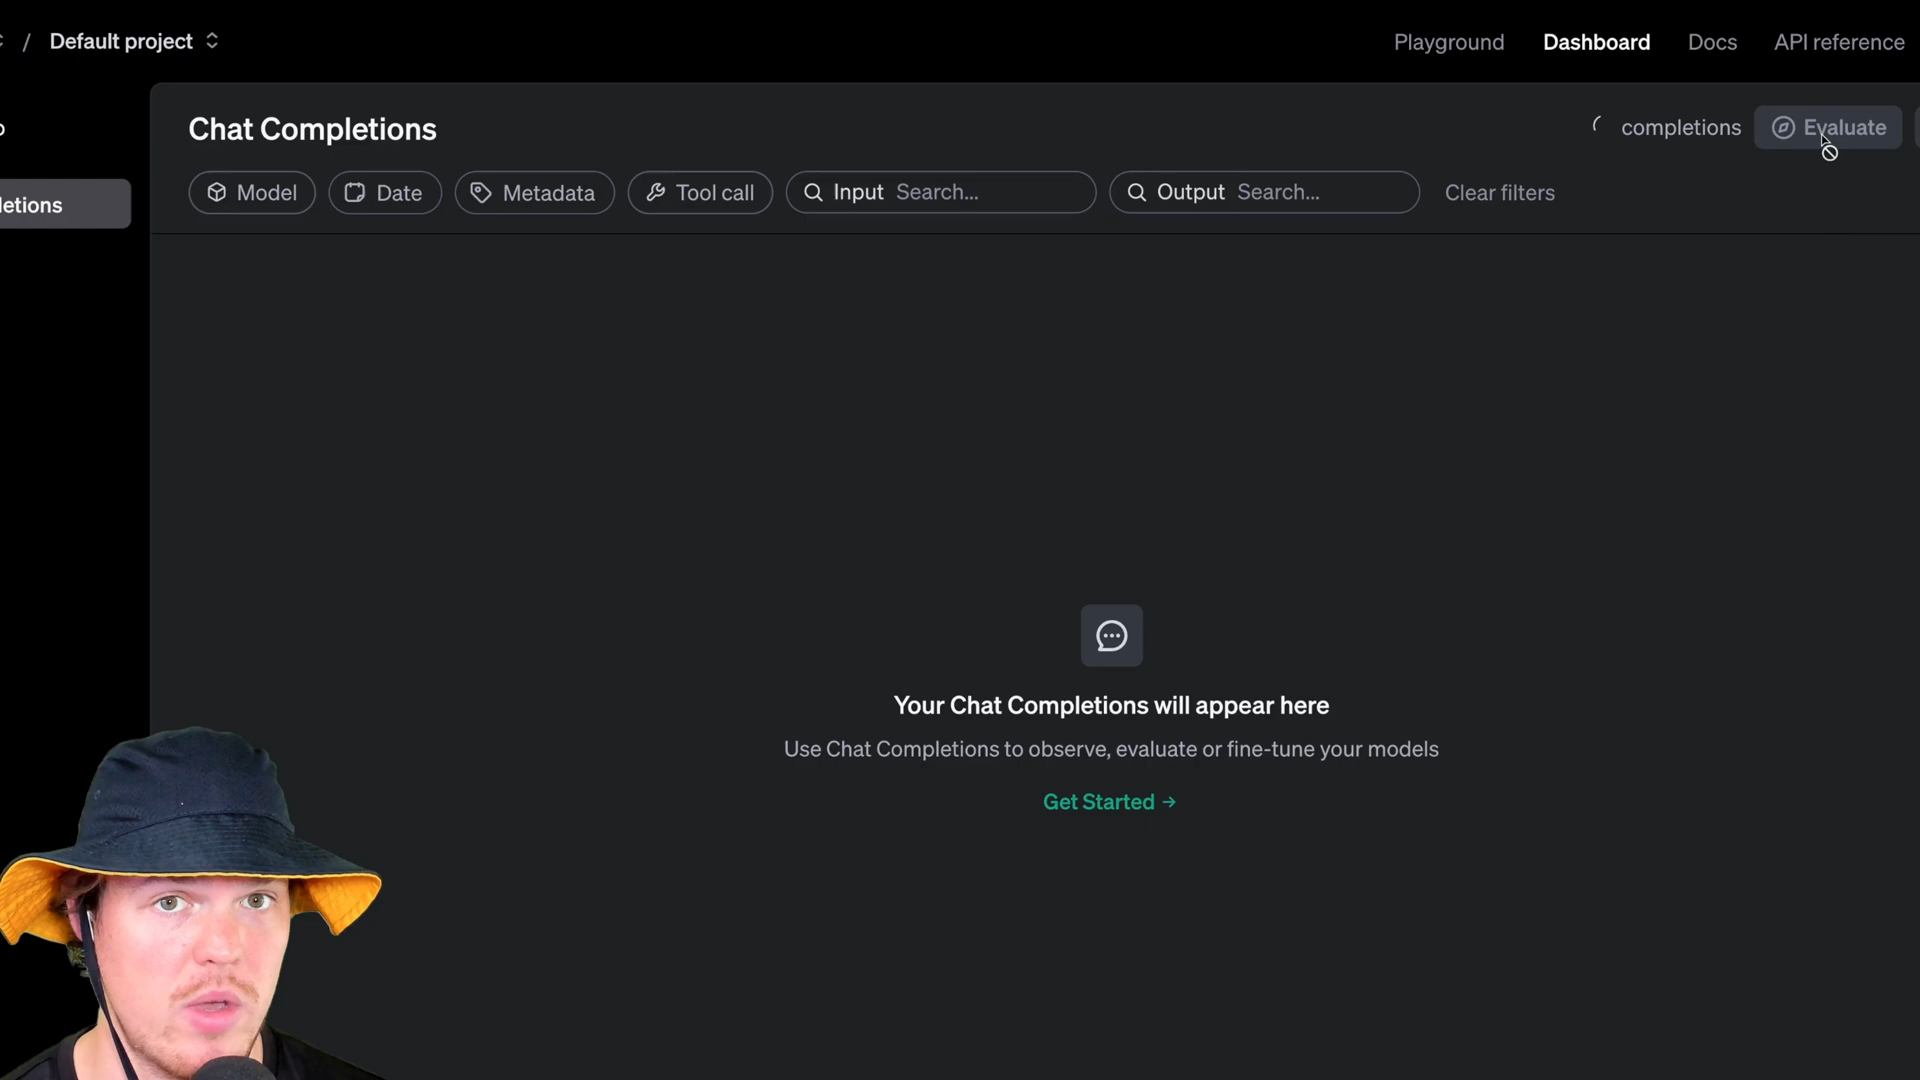 / Default project
Playground Dashboard Docs API reference
Chat Completions
completions Evaluate
Model Date Metadata Tool call Input Search... Output Search... Clear filters
letions
Your Chat Completions will appear here
Use Chat Completions to observe, evaluate or fine-tune your models
Get Started →